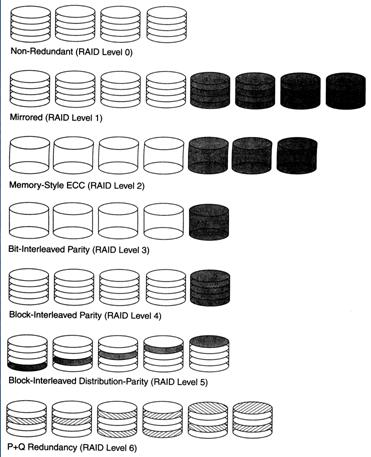 Non-Redundant (RAID Level 0)
Mirrored (RAID Level 1)
Memory-Style ECC (RAID Level 2)
Bit-Interleaved Parity (RAID Level 3)
Block-Interleaved Parity (RAID Level 4)
Block-Interleaved Distribution-Parity (RAID Level 5)
P+Q Redundancy (RAID Level 6)